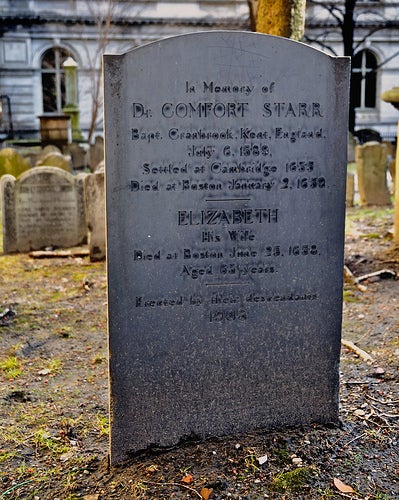 In Memory of
Dr COMFORT STARR
Bapt. Cranbrook, Kent, England,
July 6, 1589,
Settled at Cambridge 1635
Died at Boston January 2, 1659.
ELIZABETH
His Wife
Died at Boston June 25, 1658,
Aged 63 years.
Erected by their descendants